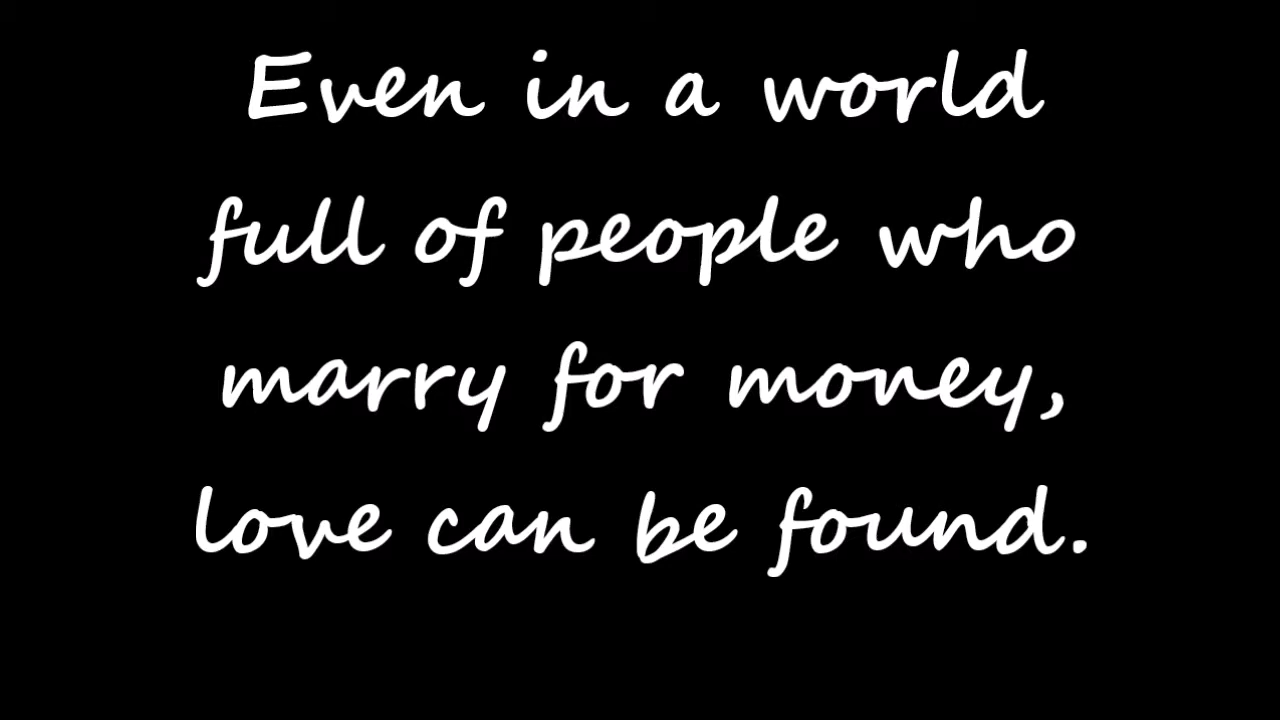 Even in a world
full of people who
marry for money,
love can be found.